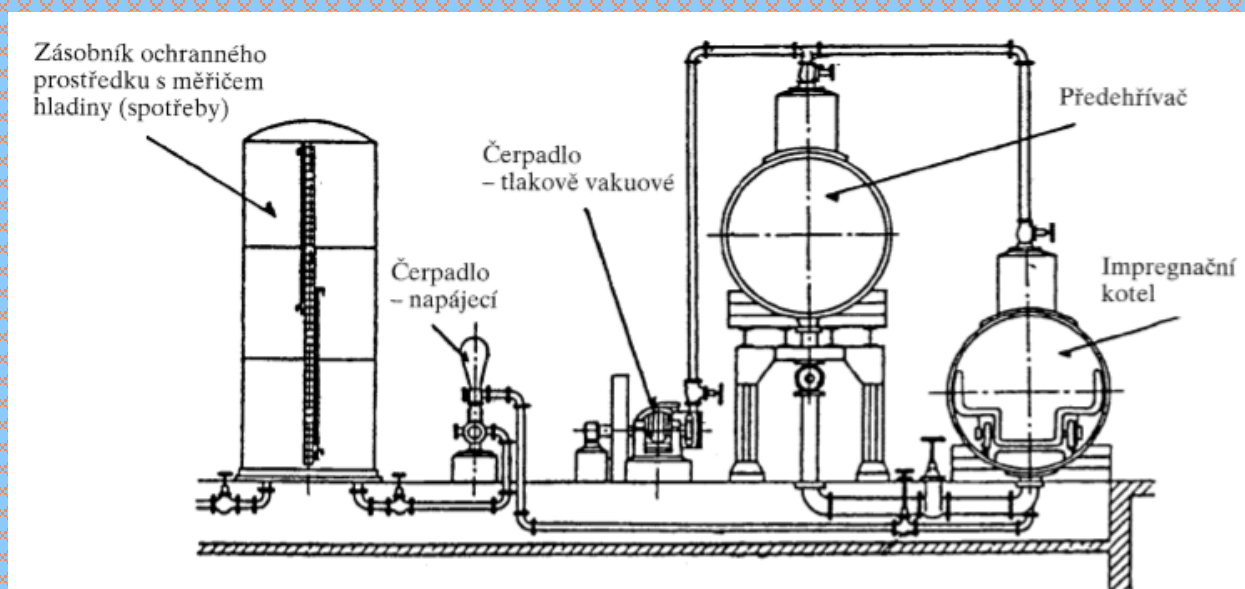 Zásobník ochranného
prostředku s měřičem
hladiny (spotřeby)
Čerpadlo
– napájecí
Čerpadlo
– tlakově vakuové
Předehřívač
Impregnační
kotel